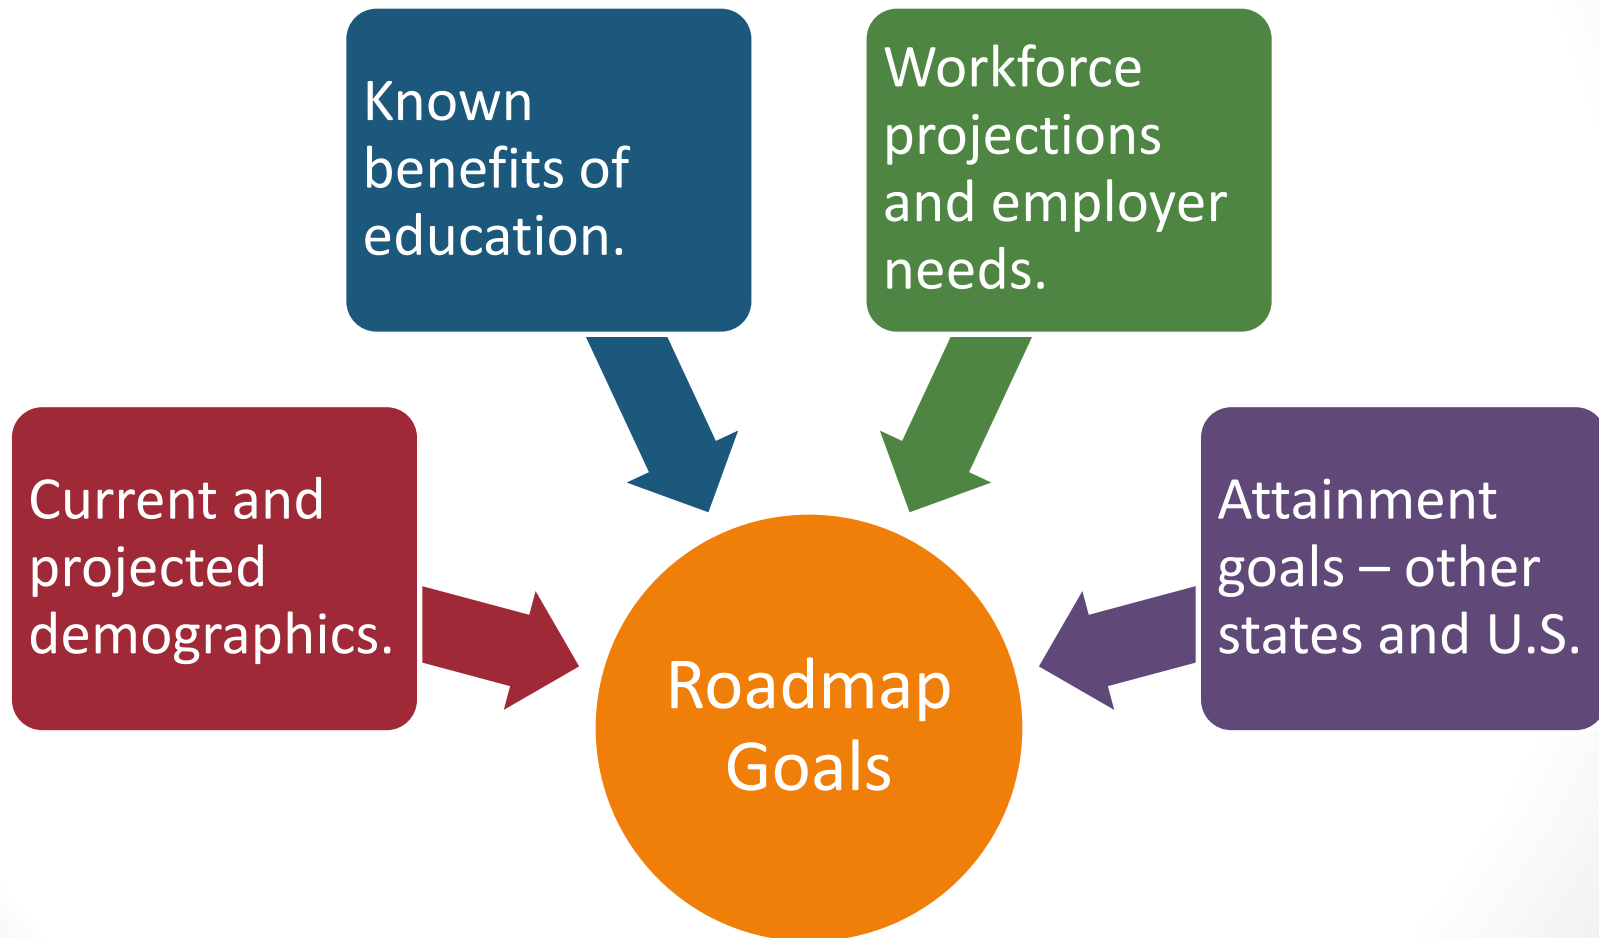 Known
benefits of
education.
Workforce
projections
and employer
needs.
Current and
projected
demographics.
Attainment
goals – other
states and U.S.
Roadmap
Goals